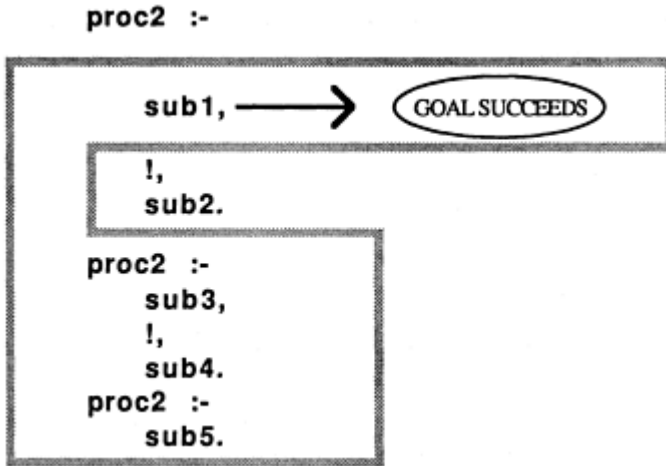 proc2 :-
sub1, GOAL SUCCEEDS
!,
sub2.
proc2 :-
sub3,
!,
sub4.
proc2 :-
sub5.